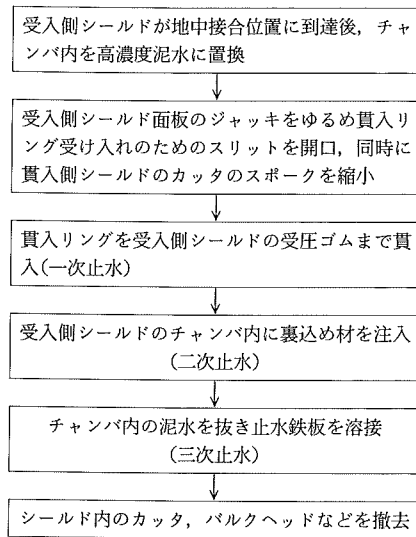 受入側シールドが地中接合位置に到達後，チャ
ンバ内を高濃度泥水に置換
受入側シールド面板のジャッキをゆるめ貫入リ
ング受け入れのためのスリットを開口，同時に
貫入側シールドのカッタのスポークを縮小
貫入リングを受入側シールドの受圧ゴムまで貫
入(一次止水)
受入側シールドのチャンバ内に裏込め材を注入
(二次止水)
チャンバ内の泥水を抜き止水鉄板を溶接
(三次止水)
シールド内のカッタ，バルクヘッドなどを撤去